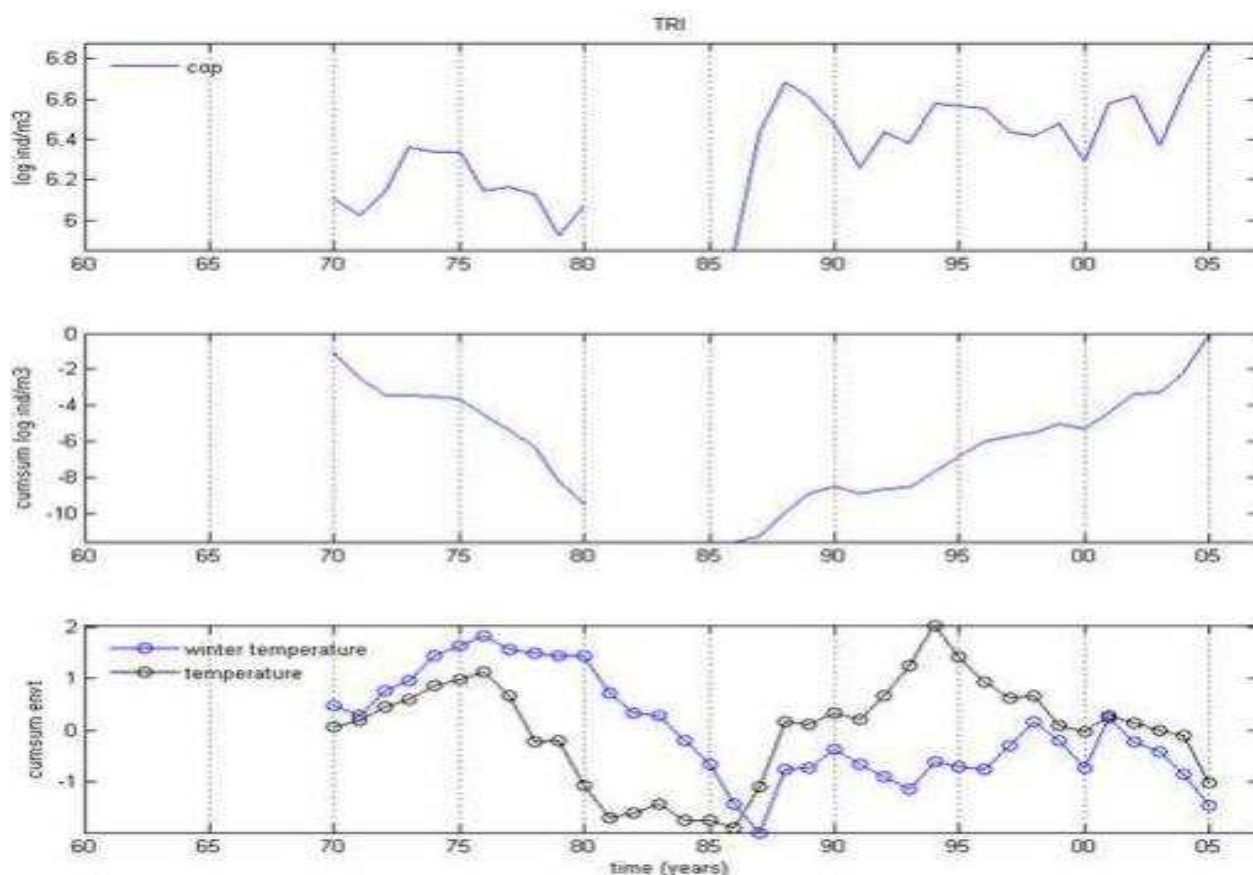 TRI
cop
log ind/m3
6.8
6.6
6.4
6.2
6
60 65 70 75 80 85 90 95 00 05
cumsum log ind/m3
0
-2
-4
-6
-8
-10
60 65 70 75 80 85 90 95 00 05
winter temperature
temperature
cumsum envt
2
1
0
-1
60 65 70 75 80 85 90 95 00 05
time (years)